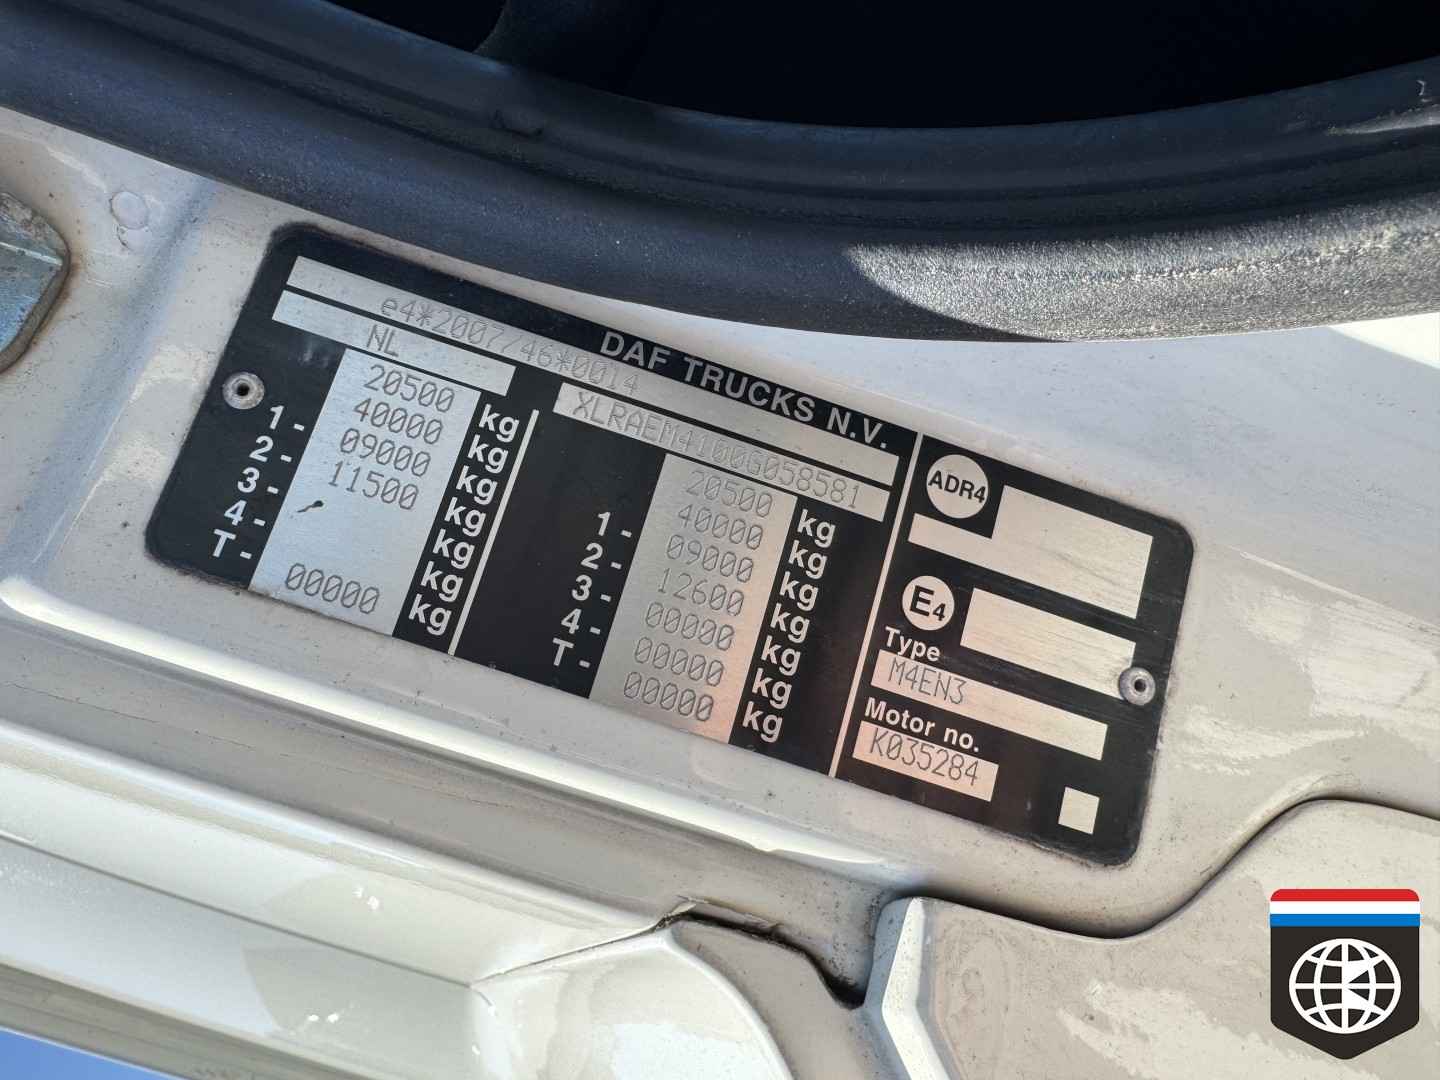 DAF TRUCKS N.V.
e4*2007/46*0014
NL
XLRAEM4100G058581
20500 kg
1- 40000 kg
2- 09000 kg
3- 11500 kg
4- kg
T- kg
00000 kg
20500 kg
1- 40000 kg
2- 09000 kg
3- 12600 kg
4- 00000 kg
T- 00000 kg
00000 kg
ADR4
E4
Type
M4EN3
Motor no.
K035284